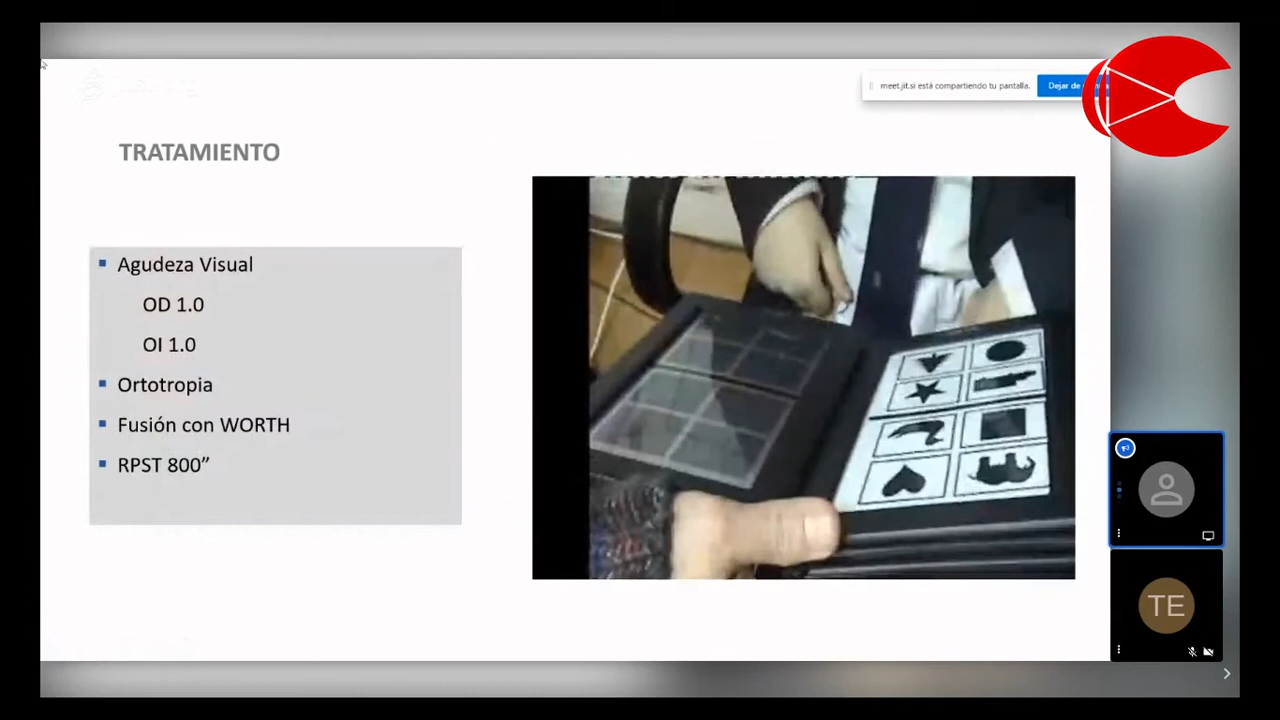 meet.jit.si está compartiendo tu pantalla.
Dejar de
TRATAMIENTO
Agudeza Visual
OD 1.0
OI 1.0
Ortotropia
Fusión con WORTH
RPST 800”
TE